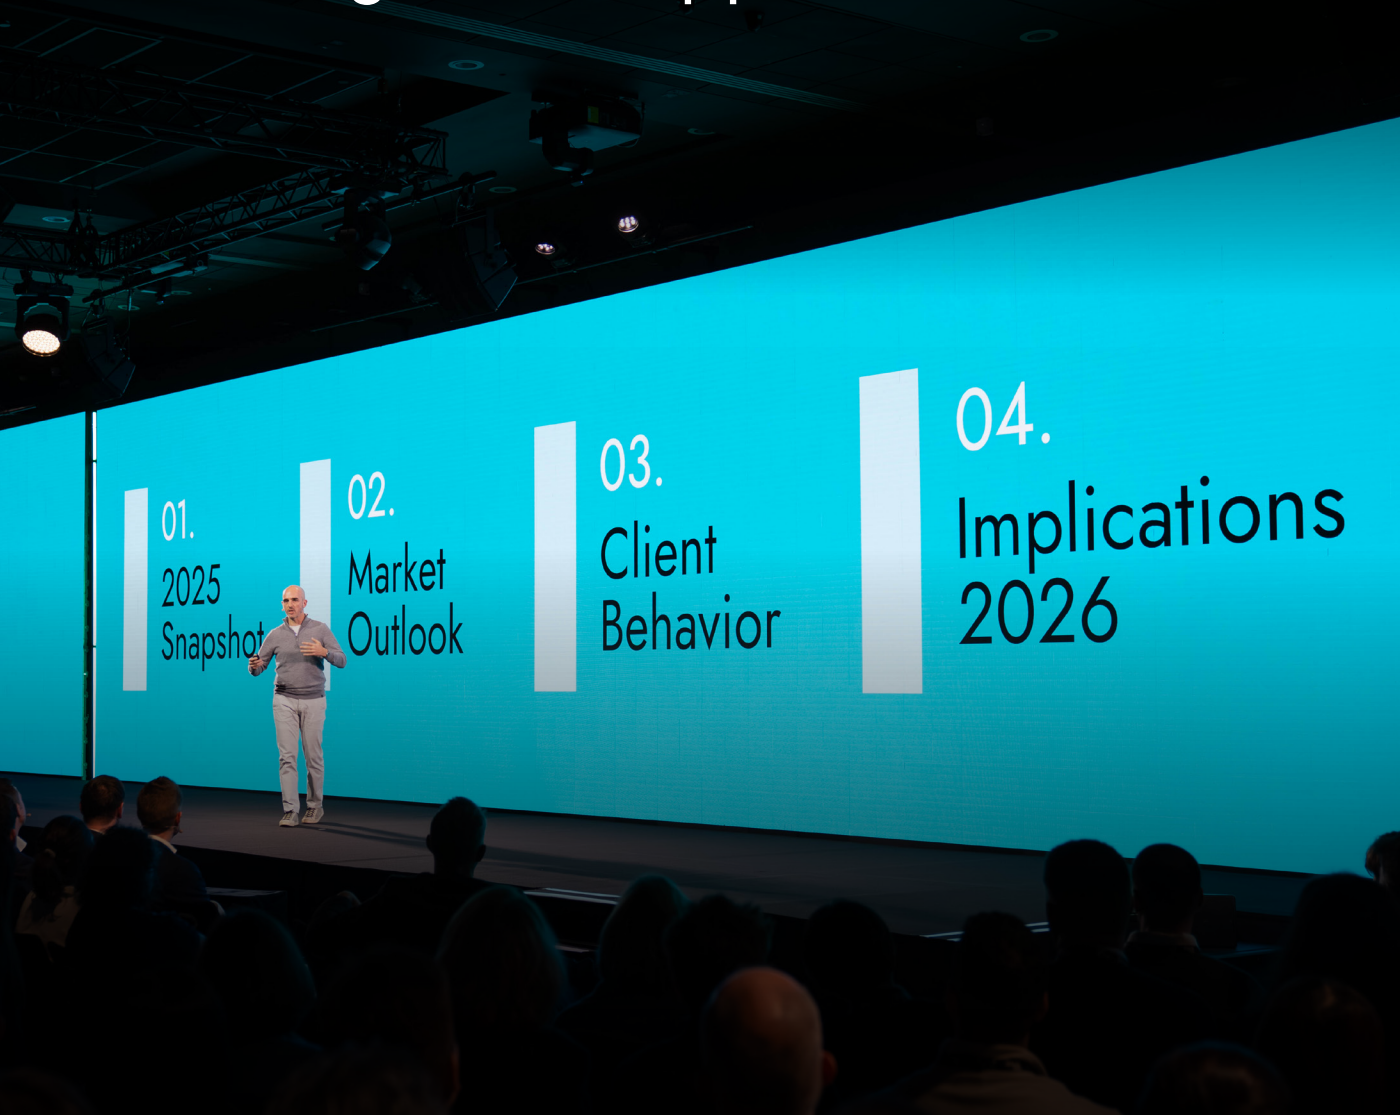 01.
2025
Snapshot
02.
Market
Outlook
03.
Client
Behavior
04.
Implications
2026